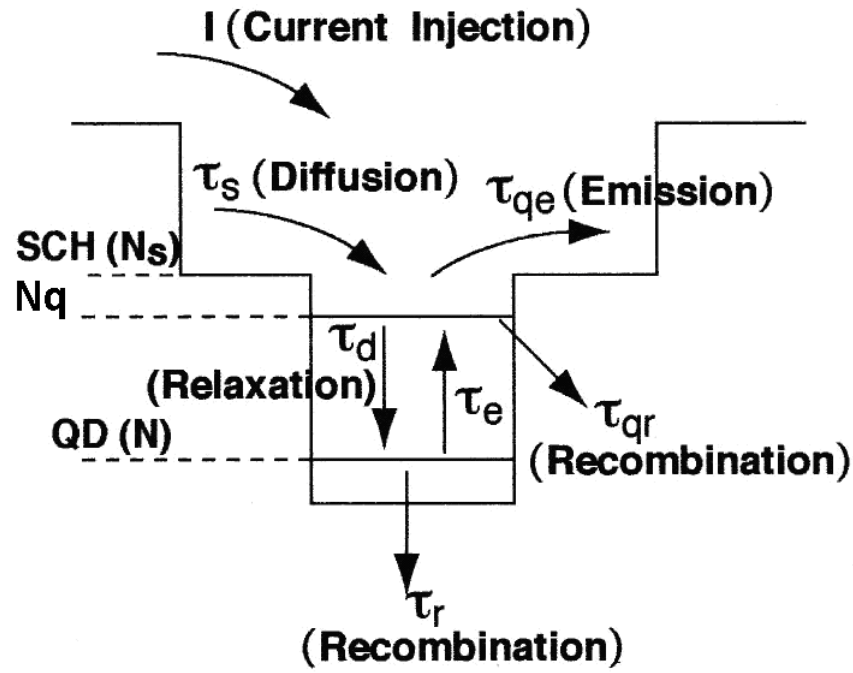 I (Current Injection)
τs (Diffusion)
τqe (Emission)
SCH (Ns)
Nq
τd
(Relaxation)
τe
τqr
(Recombination)
QD (N)
τr
(Recombination)